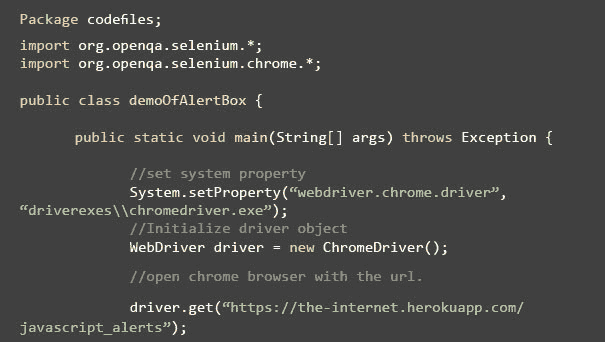 Package codefiles;
import org.openqa.selenium.*;
import org.openqa.selenium.chrome.*;
public class demoOfAlertBox {
public static void main(String[] args) throws Exception {
//set system property
System.setProperty(“webdriver.chrome.driver”,
“driverexes\\chromedriver.exe”);
//Initialize driver object
WebDriver driver = new ChromeDriver();
//open chrome browser with the url.
driver.get(“https://the-internet.herokuapp.com/
javascript_alerts”);